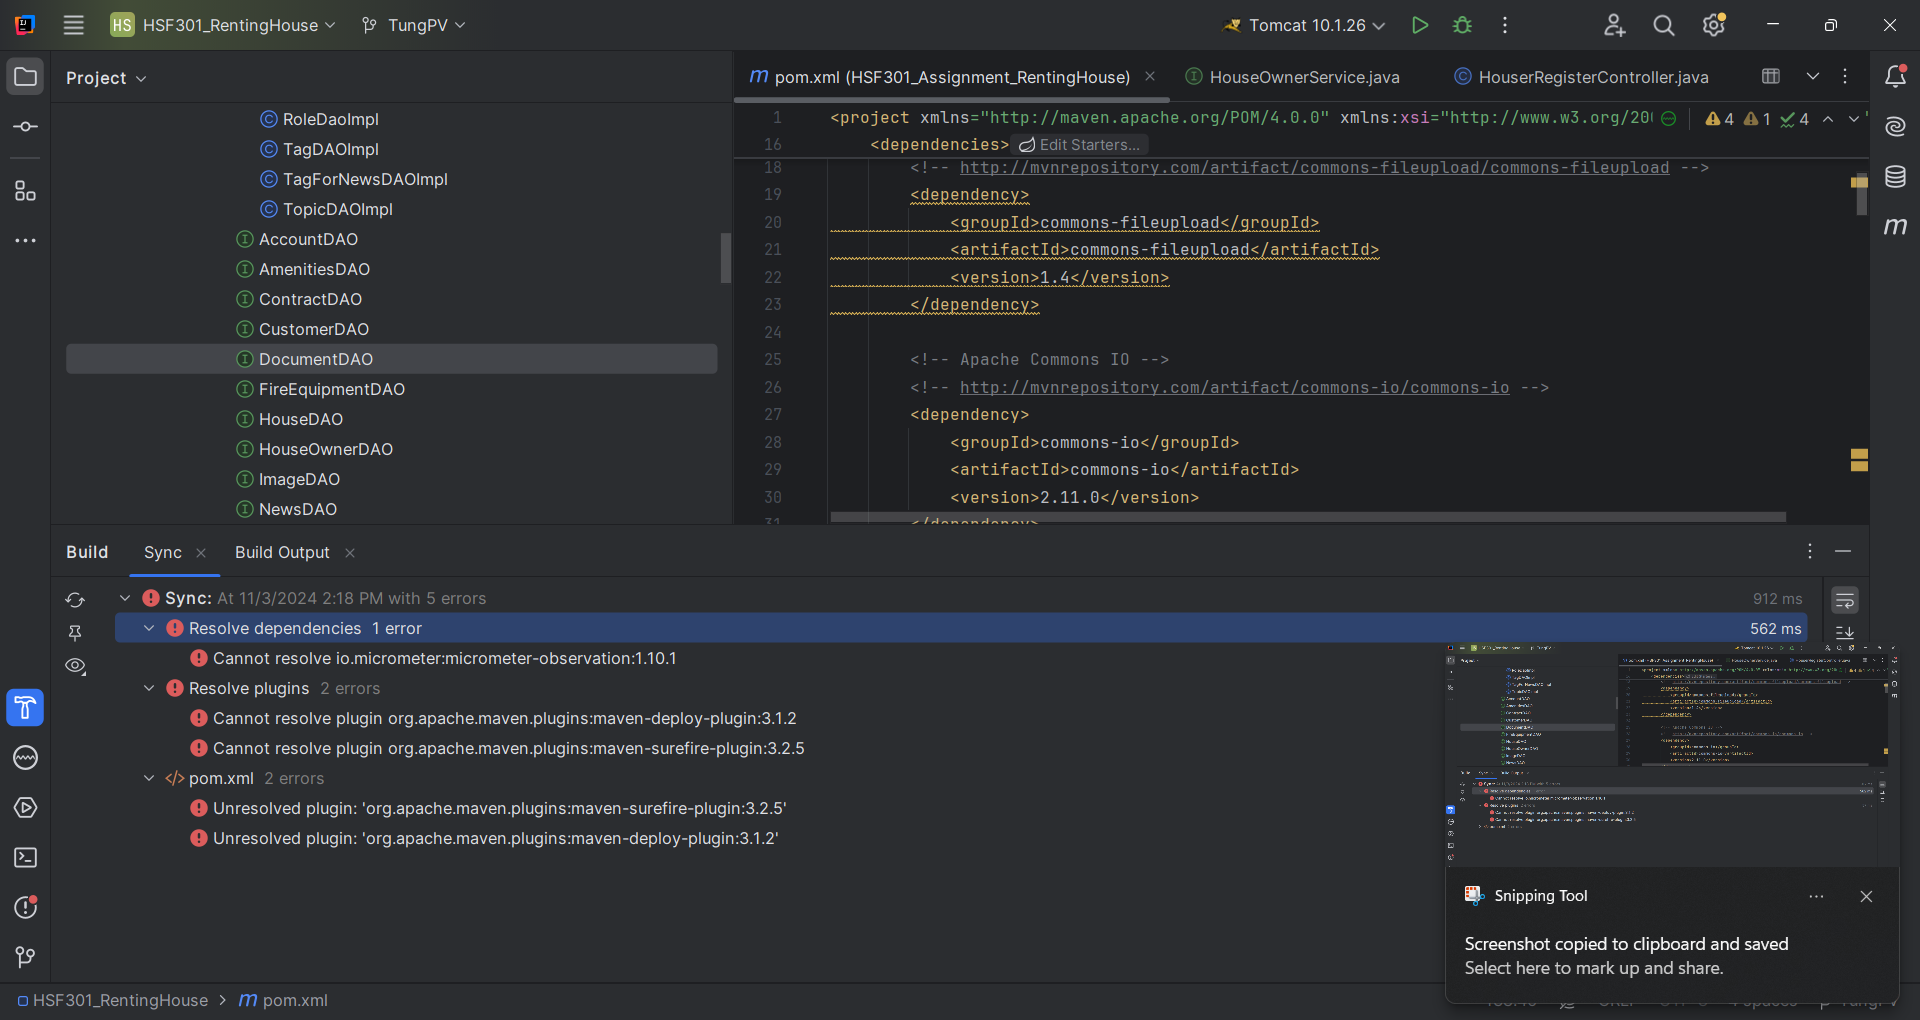 HS HSF301_RentingHouse TungPV Tomcat 10.1.26
Project
RoleDaoImpl
TagDAOImpl
TagForNewsDAOImpl
TopicDAOImpl
AccountDAO
AmenitiesDAO
ContractDAO
CustomerDAO
DocumentDAO
FireEquipmentDAO
HouseDAO
HouseOwnerDAO
ImageDAO
NewsDAO
m pom.xml (HSF301_Assignment_RentingHouse) HouseOwnerService.java HouserRegisterController.java
1 <project xmlns="http://maven.apache.org/POM/4.0.0" xmlns:xsi="http://www.w3.org/20 4 1 4
16 <dependencies> Edit Starters...
18 <!-- http://mvnrepository.com/artifact/commons-fileupload/commons-fileupload -->
19 <dependency>
20 <groupId>commons-fileupload</groupId>
21 <artifactId>commons-fileupload</artifactId>
22 <version>1.4</version>
23 </dependency>
24
25 <!-- Apache Commons IO -->
26 <!-- http://mvnrepository.com/artifact/commons-io/commons-io -->
27 <dependency>
28 <groupId>commons-io</groupId>
29 <artifactId>commons-io</artifactId>
30 <version>2.11.0</version>
31 </dependency>
Build Sync Build Output
Sync: At 11/3/2024 2:18 PM with 5 errors 912 ms
Resolve dependencies 1 error 562 ms
Cannot resolve io.micrometer:micrometer-observation:1.10.1
Resolve plugins 2 errors
Cannot resolve plugin org.apache.maven.plugins:maven-deploy-plugin:3.1.2
Cannot resolve plugin org.apache.maven.plugins:maven-surefire-plugin:3.2.5
</> pom.xml 2 errors
Unresolved plugin: 'org.apache.maven.plugins:maven-surefire-plugin:3.2.5'
Unresolved plugin: 'org.apache.maven.plugins:maven-deploy-plugin:3.1.2'
Snipping Tool
Screenshot copied to clipboard and saved
Select here to mark up and share.
HSF301_RentingHouse > m pom.xml